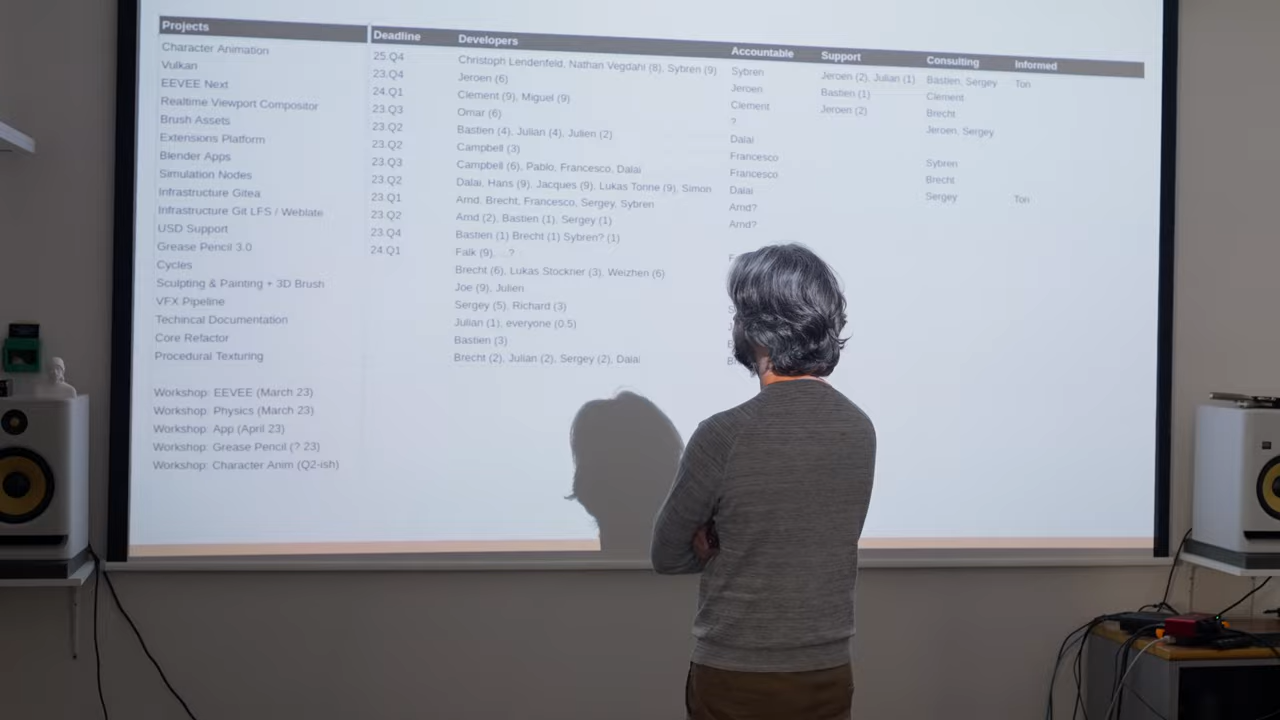 Projects Deadline Developers Accountable Support Consulting Informed
Character Animation 25.Q4 Christoph Lendenfeld, Nathan Vegdahl (8), Sybren (9) Sybren Jeroen (2), Julian (1) Bastien, Sergey Ton
Vulkan 23.Q4 Jeroen (6) Jeroen Bastien (1) Clement
EEVEE Next 24.Q1 Clement (9), Miguel (9) Clement Jeroen (2) Brecht
Realtime Viewport Compositor 23.Q3 Omar (6) ? Jeroen, Sergey
Brush Assets 23.Q2 Bastien (4), Julian (4), Julien (2) Dalai
Extensions Platform 23.Q2 Campbell (3) Francesco Sybren
Blender Apps 23.Q3 Campbell (6), Pablo, Francesco, Dalai Francesco Brecht
Simulation Nodes 23.Q2 Dalai, Hans (9), Jacques (9), Lukas Tonne (9), Simon Dalai Sergey Ton
Infrastructure Gitea 23.Q1 Arnd, Brecht, Francesco, Sergey, Sybren Arnd?
Infrastructure Git LFS / Weblate 23.Q2 Arnd (2), Bastien (1), Sergey (1) Arnd?
USD Support 23.Q4 Bastien (1) Brecht (1) Sybren? (1)
Grease Pencil 3.0 24.Q1 Falk (9), ...?
Cycles Brecht (6), Lukas Stockner (3), Weizhen (6)
Sculpting & Painting + 3D Brush Joe (9), Julien
VFX Pipeline Sergey (5), Richard (3)
Techincal Documentation Julian (1), everyone (0.5)
Core Refactor Bastien (3)
Procedural Texturing Brecht (2), Julian (2), Sergey (2), Dalai
Workshop: EEVEE (March 23)
Workshop: Physics (March 23)
Workshop: App (April 23)
Workshop: Grease Pencil (? 23)
Workshop: Character Anim (Q2-ish)